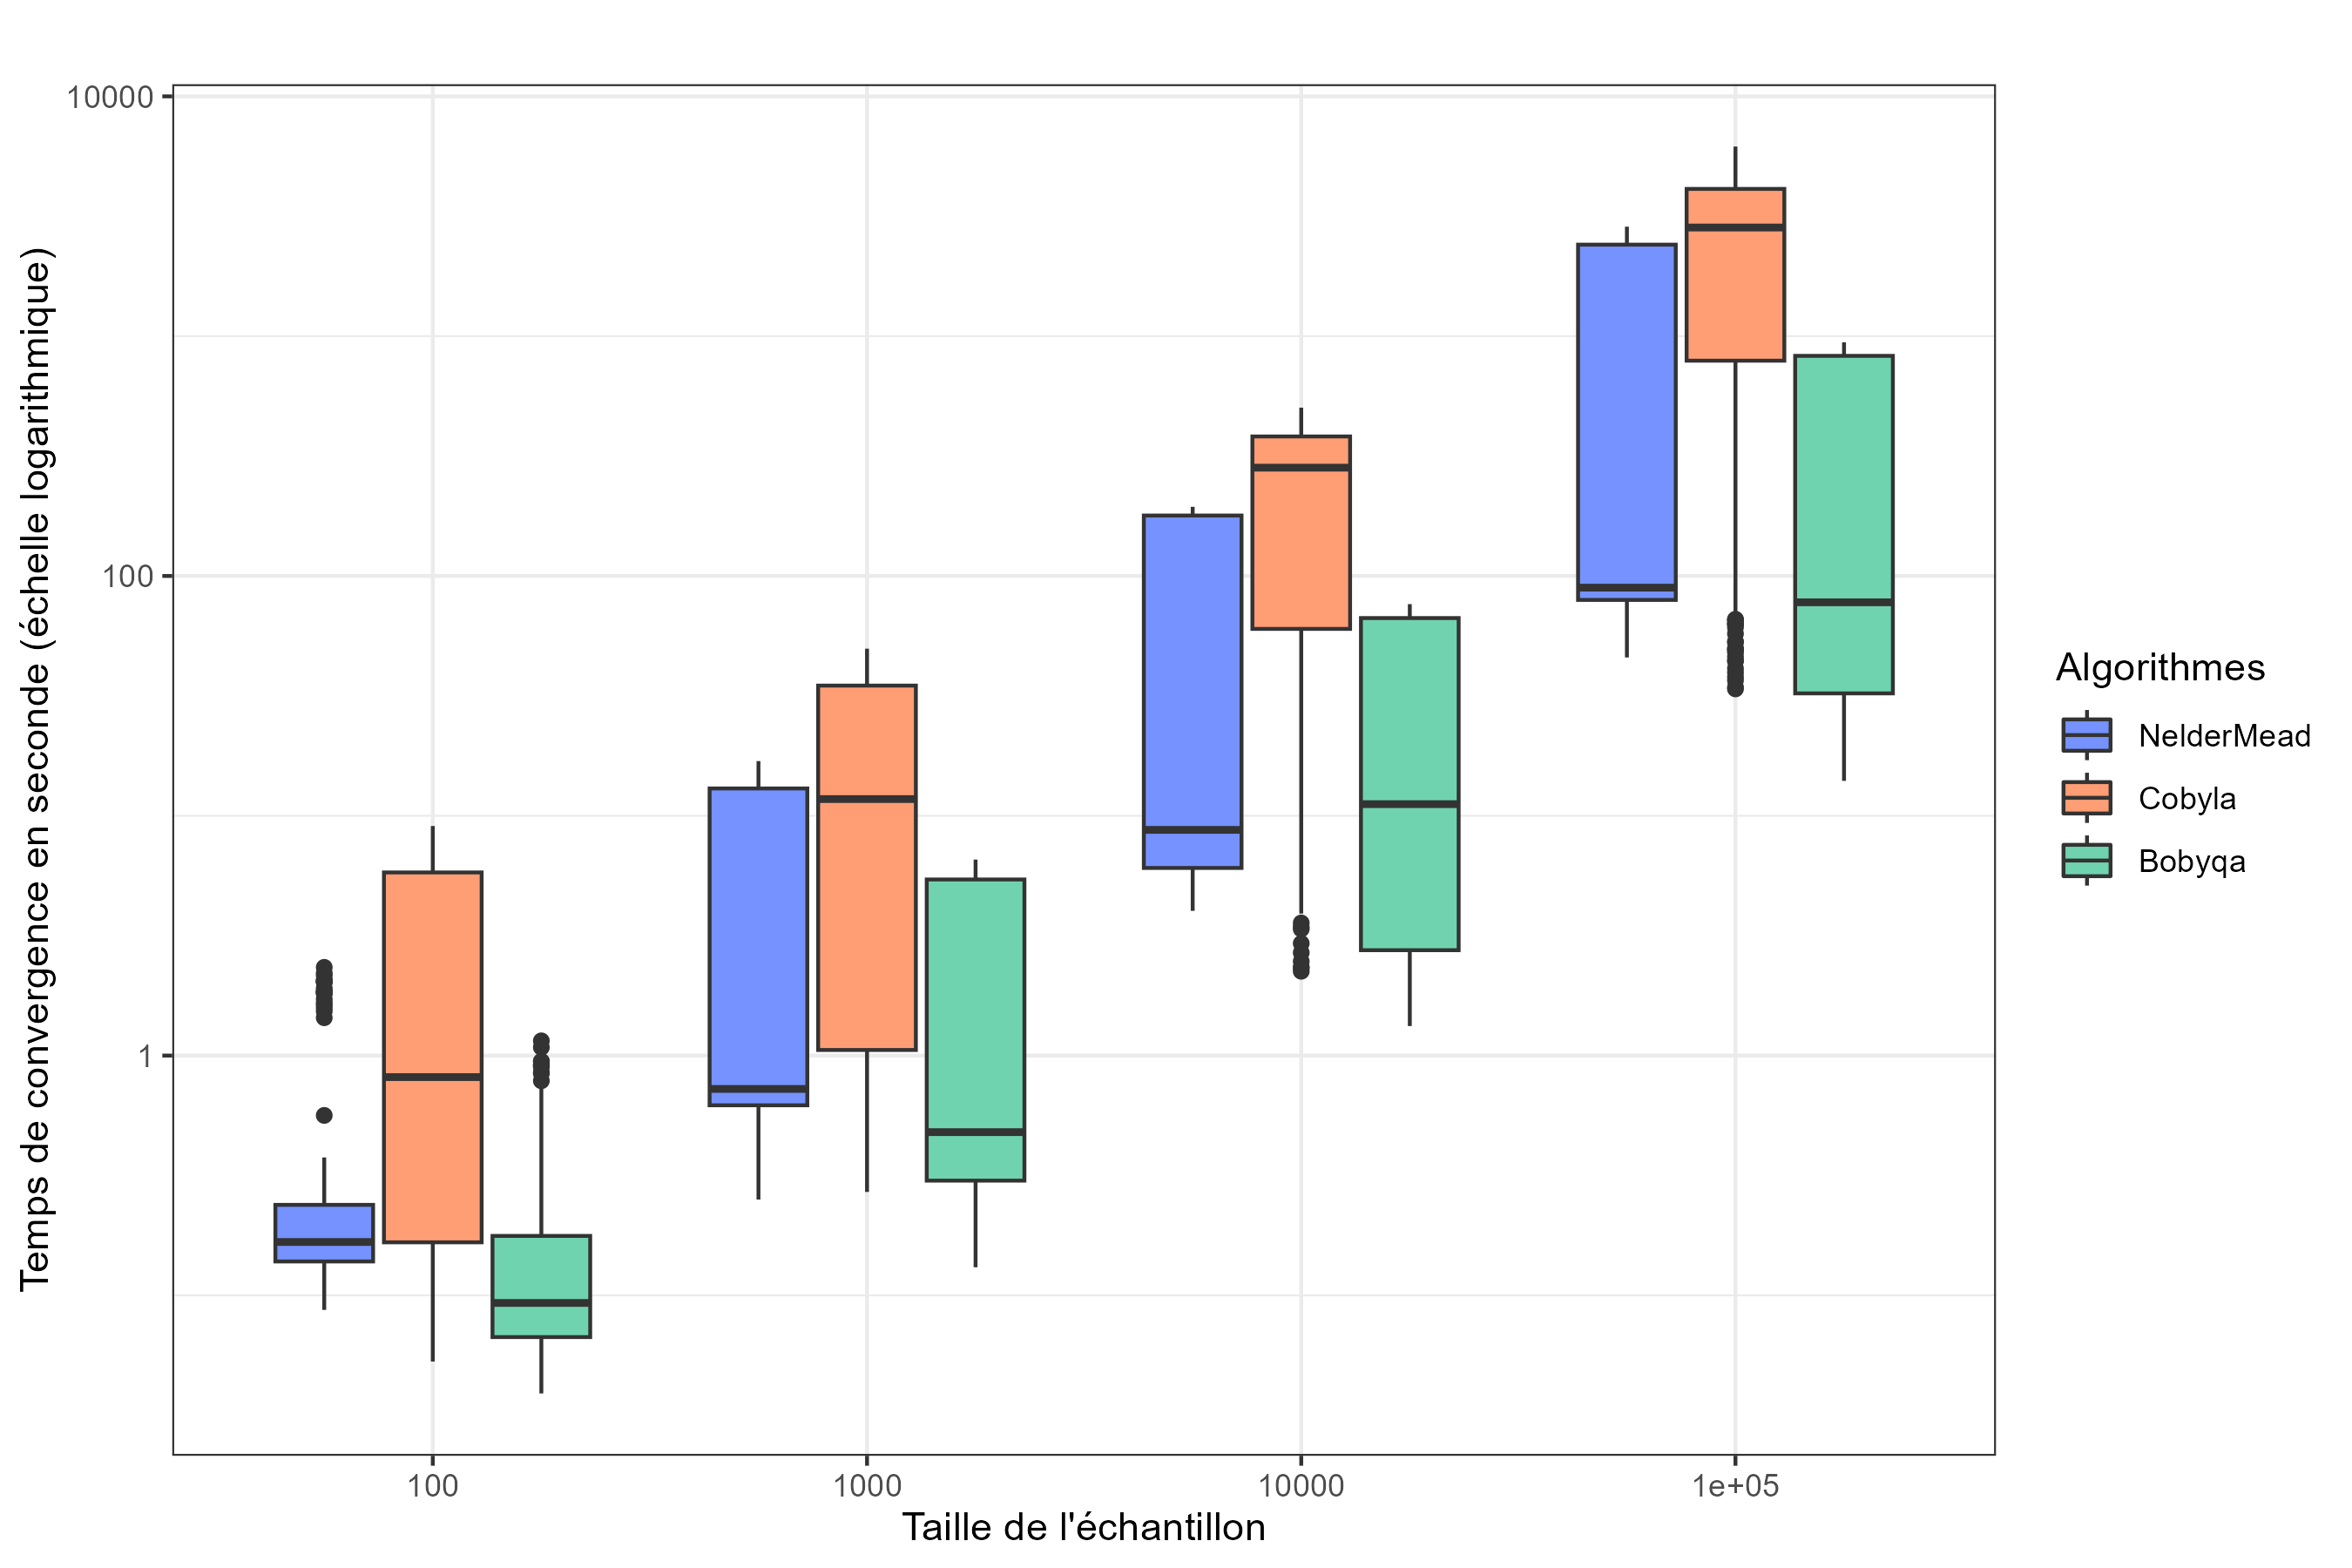 10000
100
1
Temps de convergence en seconde (échelle logarithmique)
100
1000
10000
1e+05
Taille de l'échantillon
Algorithmes
NelderMead
Cobyla
Bobyqa